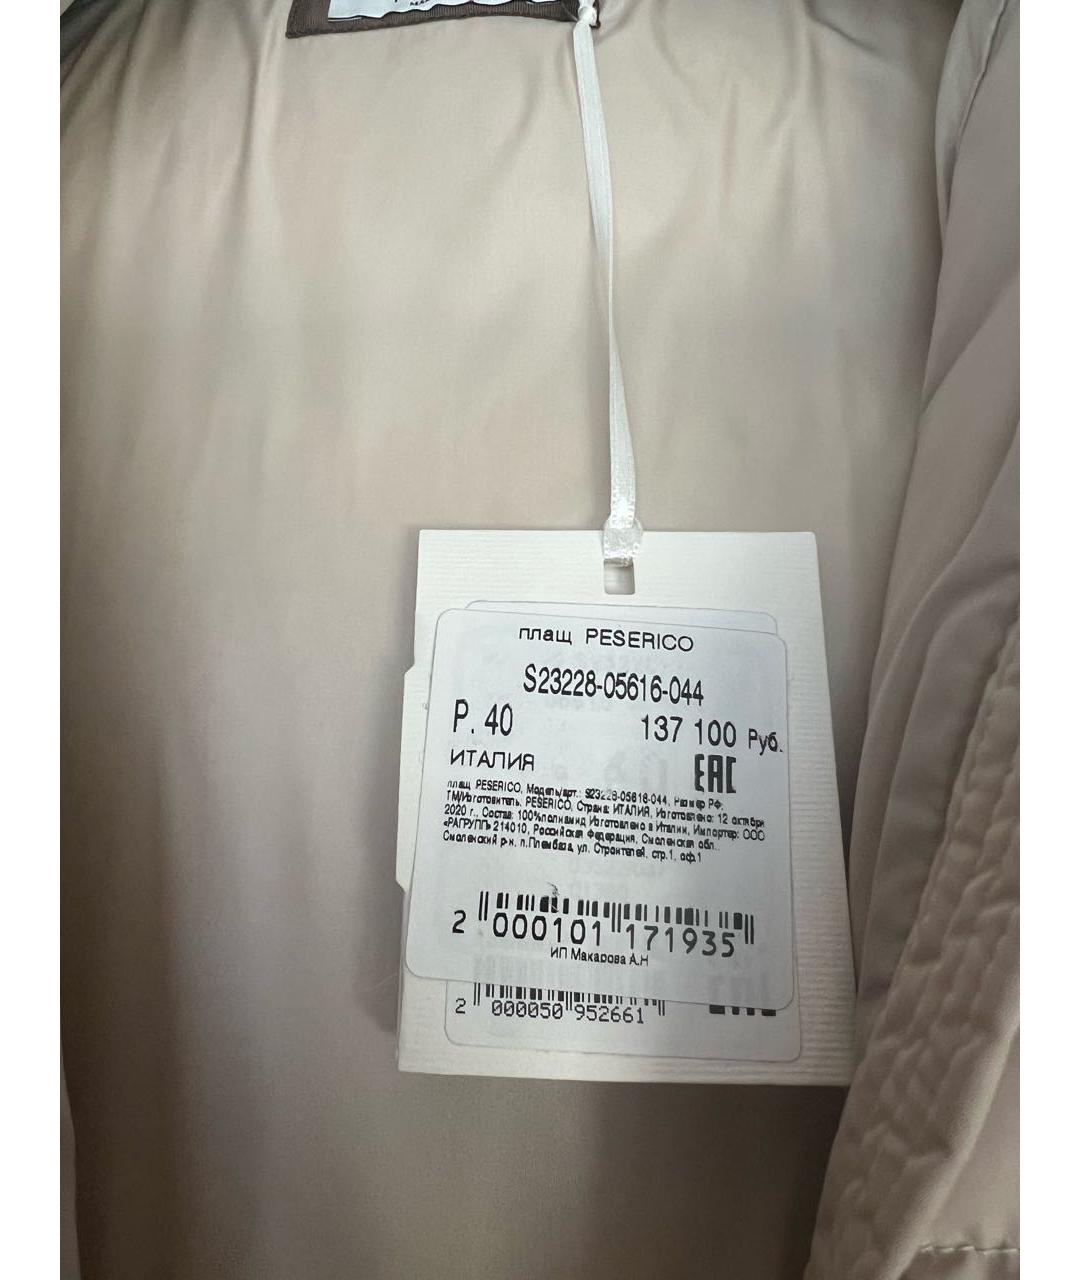 плащ PESERICO
S23228-05616-044
Р. 40 137 100 Руб.
ИТАЛИЯ EAC
плащ PESERICO, Модель/арт.: S23228-05616-044, Размер РФ:
ТМ/Изготовитель: PESERICO, Страна: ИТАЛИЯ, Изготовлено: 12 октября
2020 г., Состав: 100%полиамид Изготовлено в Италии, Импортер: ООО
«РАГРУПП» 214010, Российская Федерация, Смоленская обл.,
Смоленский р-н, п.Плембаза, ул. Строителей, стр.1, оф.1
2 000101 171935
ИП Макарова А.Н
2 000050 952661